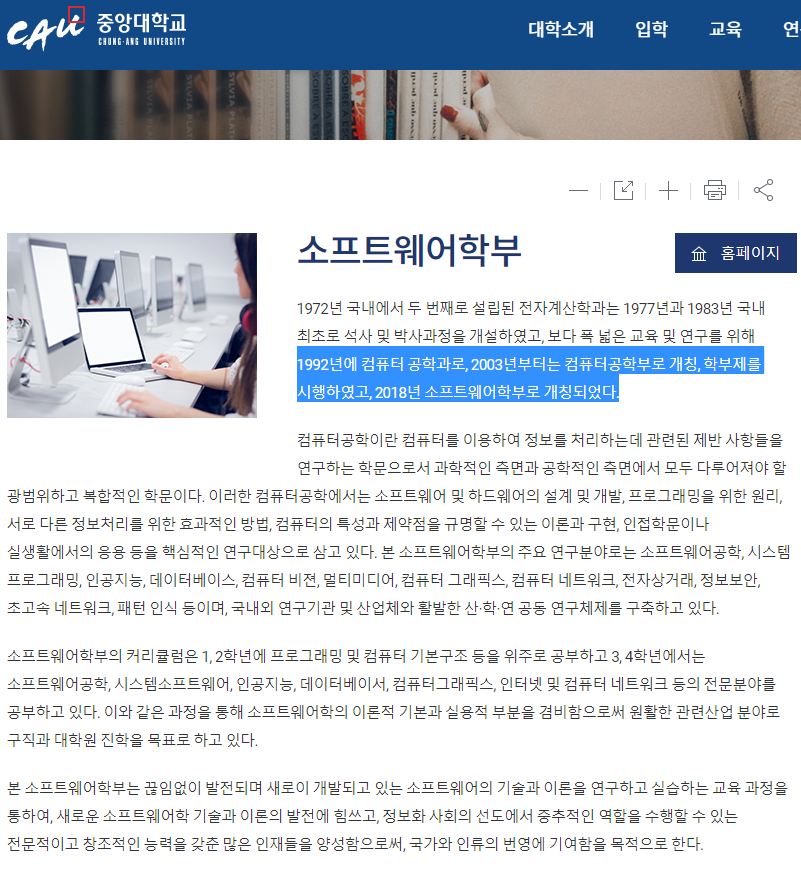 CAU 중앙대학교
CHUNG-ANG UNIVERSITY
대학소개 입학 교육
SYLVIA PLATH
소프트웨어학부
홈페이지
1972년 국내에서 두 번째로 설립된 전자계산학과는 1977년과 1983년 국내
최초로 석사 및 박사과정을 개설하였고, 보다 폭 넓은 교육 및 연구를 위해
1992년에 컴퓨터 공학과로, 2003년부터는 컴퓨터공학부로 개칭, 학부제를
시행하였고, 2018년 소프트웨어학부로 개칭되었다.
컴퓨터공학이란 컴퓨터를 이용하여 정보를 처리하는데 관련된 제반 사항들을
연구하는 학문으로서 과학적인 측면과 공학적인 측면에서 모두 다루어져야 할
광범위하고 복합적인 학문이다. 이러한 컴퓨터공학에서는 소프트웨어 및 하드웨어의 설계 및 개발, 프로그래밍을 위한 원리,
서로 다른 정보처리를 위한 효과적인 방법, 컴퓨터의 특성과 제약점을 규명할 수 있는 이론과 구현, 인접학문이나
실생활에서의 응용 등을 핵심적인 연구대상으로 삼고 있다. 본 소프트웨어학부의 주요 연구분야로는 소프트웨어공학, 시스템
프로그래밍, 인공지능, 데이터베이스, 컴퓨터 비젼, 멀티미디어, 컴퓨터 그래픽스, 컴퓨터 네트워크, 전자상거래, 정보보안,
초고속 네트워크, 패턴 인식 등이며, 국내외 연구기관 및 산업체와 활발한 산·학·연 공동 연구체제를 구축하고 있다.
소프트웨어학부의 커리큘럼은 1, 2학년에 프로그래밍 및 컴퓨터 기본구조 등을 위주로 공부하고 3, 4학년에서는
소프트웨어공학, 시스템소프트웨어, 인공지능, 데이터베이서, 컴퓨터그래픽스, 인터넷 및 컴퓨터 네트워크 등의 전문분야를
공부하고 있다. 이와 같은 과정을 통해 소프트웨어학의 이론적 기본과 실용적 부분을 겸비함으로써 원활한 관련산업 분야로
구직과 대학원 진학을 목표로 하고 있다.
본 소프트웨어학부는 끊임없이 발전되며 새로이 개발되고 있는 소프트웨어의 기술과 이론을 연구하고 실습하는 교육 과정을
통하여, 새로운 소프트웨어학 기술과 이론의 발전에 힘쓰고, 정보화 사회의 선도에서 중추적인 역할을 수행할 수 있는
전문적이고 창조적인 능력을 갖춘 많은 인재들을 양성함으로써, 국가와 인류의 번영에 기여함을 목적으로 한다.